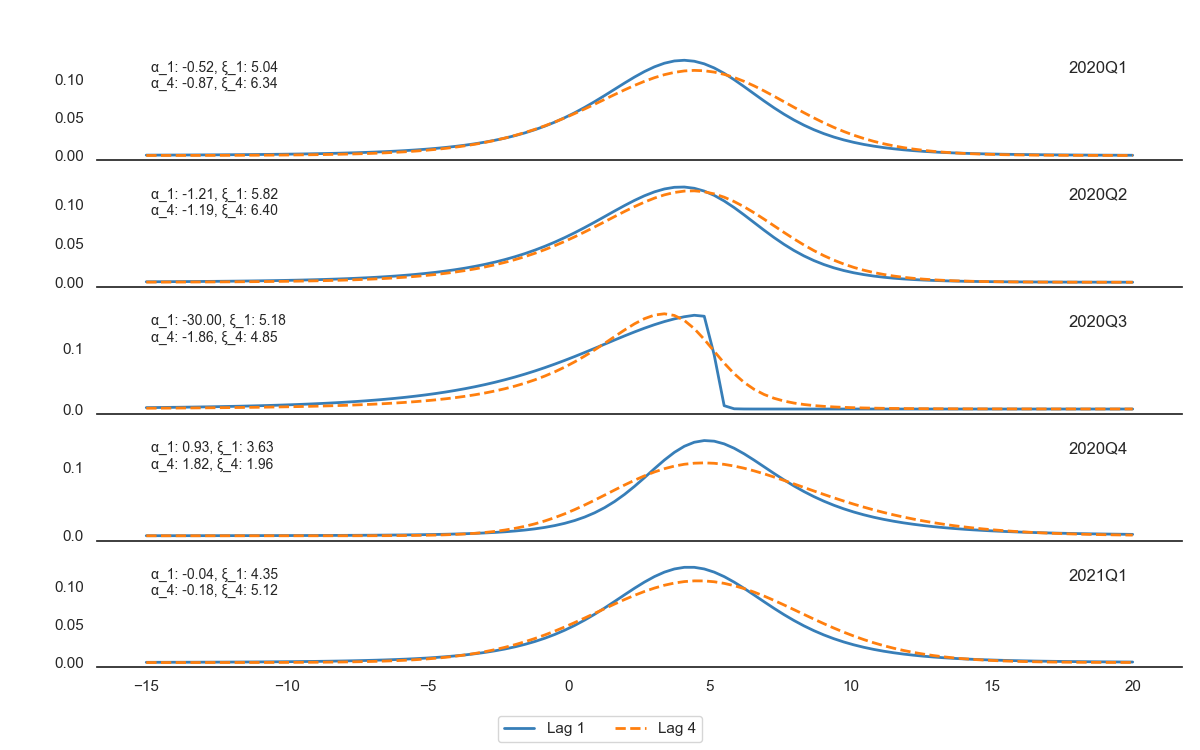 α_1: -0.52, ξ_1: 5.04
α_4: -0.87, ξ_4: 6.34
2020Q1
0.10
0.05
0.00
α_1: -1.21, ξ_1: 5.82
α_4: -1.19, ξ_4: 6.40
2020Q2
0.10
0.05
0.00
α_1: -30.00, ξ_1: 5.18
α_4: -1.86, ξ_4: 4.85
2020Q3
0.1
0.0
α_1: 0.93, ξ_1: 3.63
α_4: 1.82, ξ_4: 1.96
2020Q4
0.1
0.0
α_1: -0.04, ξ_1: 4.35
α_4: -0.18, ξ_4: 5.12
2021Q1
0.10
0.05
0.00
−15 −10 −5 0 5 10 15 20
Lag 1 Lag 4